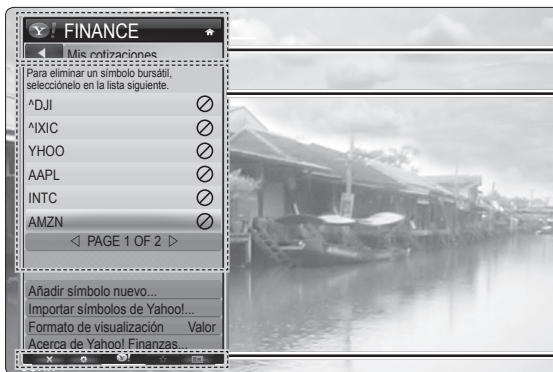 Y! FINANCE
Mis cotizaciones
Para eliminar un símbolo bursátil,
selecciónelo en la lista siguiente.
^DJI
^IXIC
YHOO
AAPL
INTC
AMZN
PAGE 1 OF 2
Añadir símbolo nuevo...
Importar símbolos de Yahoo!...
Formato de visualización Valor
Acerca de Yahoo! Finanzas...
Y!